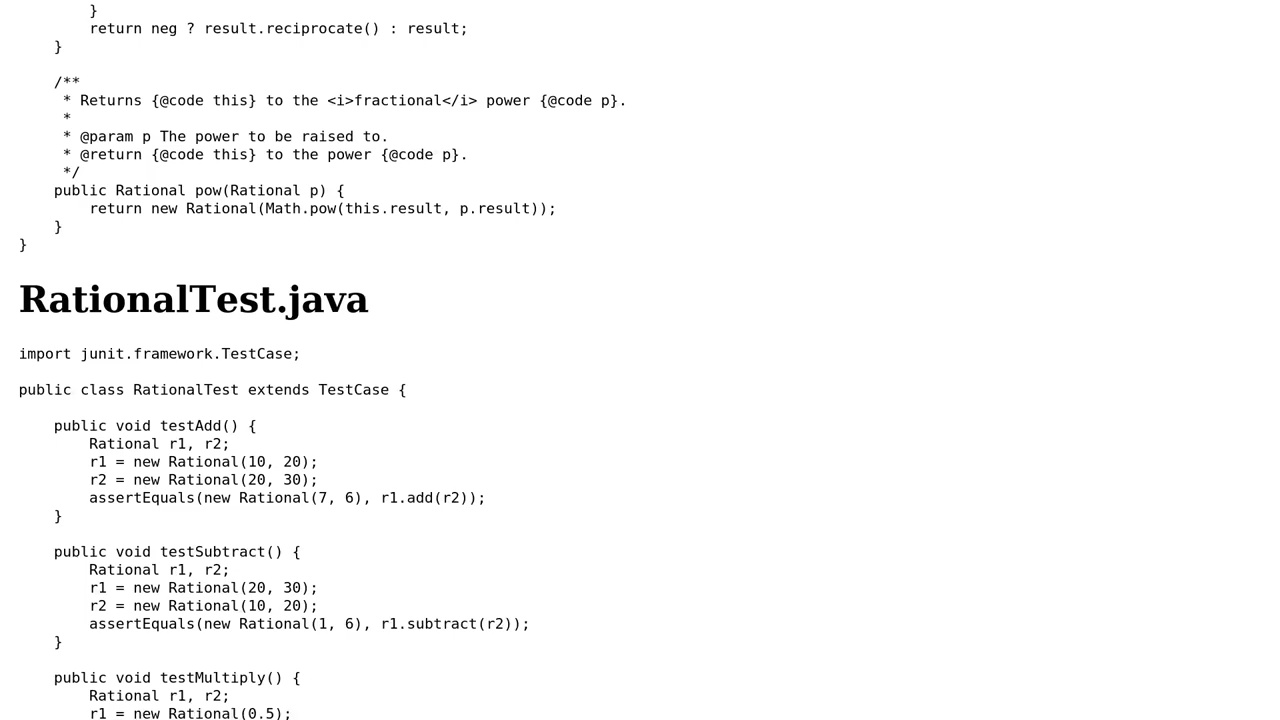 }
        return neg ? result.reciprocate() : result;
    }

    /**
     * Returns {@code this} to the <i>fractional</i> power {@code p}.
     *
     * @param p The power to be raised to.
     * @return {@code this} to the power {@code p}.
     */
    public Rational pow(Rational p) {
        return new Rational(Math.pow(this.result, p.result));
    }
}
RationalTest.java
import junit.framework.TestCase;

public class RationalTest extends TestCase {

    public void testAdd() {
        Rational r1, r2;
        r1 = new Rational(10, 20);
        r2 = new Rational(20, 30);
        assertEquals(new Rational(7, 6), r1.add(r2));
    }

    public void testSubtract() {
        Rational r1, r2;
        r1 = new Rational(20, 30);
        r2 = new Rational(10, 20);
        assertEquals(new Rational(1, 6), r1.subtract(r2));
    }

    public void testMultiply() {
        Rational r1, r2;
        r1 = new Rational(0.5);